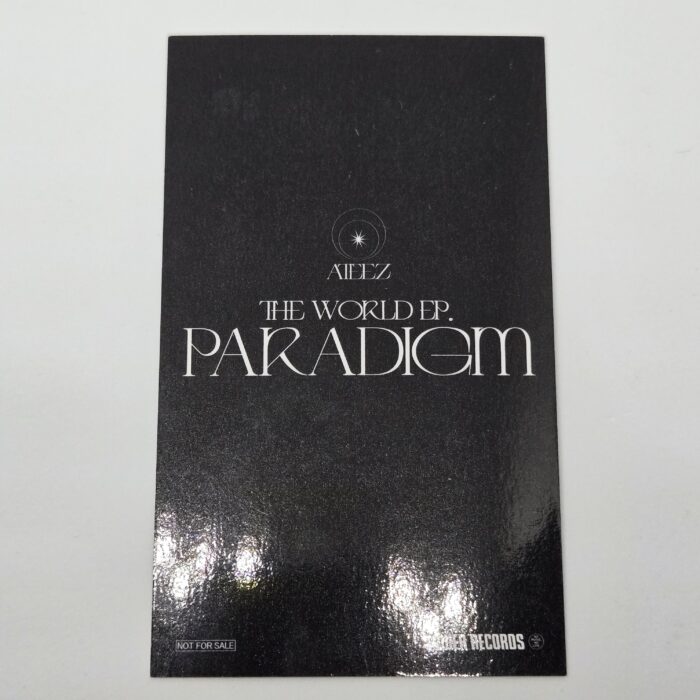 ATEEZ
THE WORLD EP.
PARADIGM
NOT FOR SALE
RECORDS